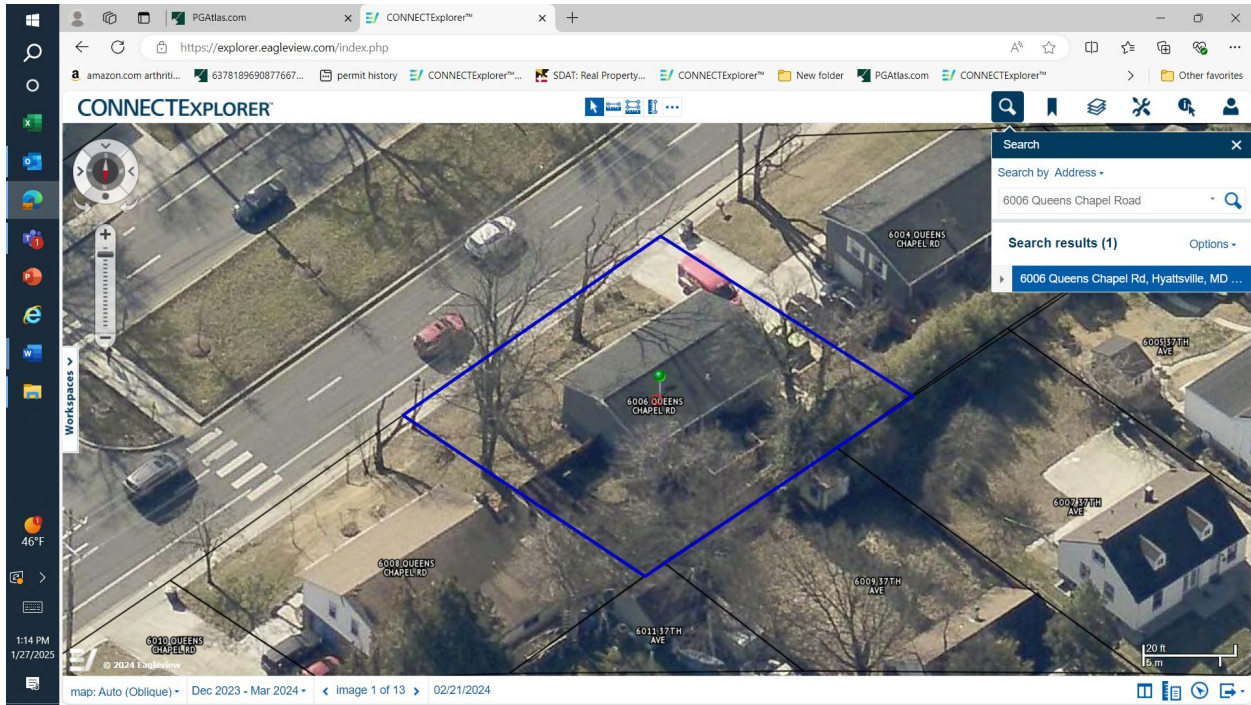 PGAtlas.com
CONNECTExplorer™
https://explorer.eagleview.com/index.php
amazon.com arthriti...
6378189690877667...
permit history
CONNECTExplorer™...
SDAT: Real Property...
CONNECTExplorer™
New folder
PGAtlas.com
CONNECTExplorer™
Other favorites
CONNECTEXPLORER™
Search
Search by Address
6006 Queens Chapel Road
Search results (1)
Options
6006 Queens Chapel Rd, Hyattsville, MD ...
6004 QUEENS
CHAPEL RD
6005 37TH
AVE
6006 QUEENS
CHAPEL RD
Workspaces
6007 37TH
AVE
6008 QUEENS
CHAPEL RD
6009 37TH
AVE
6011 37TH
AVE
6010 QUEENS
CHAPEL RD
© 2024 Eagleview
20 ft
5 m
46°F
1:14 PM
1/27/2025
map: Auto (Oblique)
Dec 2023 - Mar 2024
image 1 of 13
02/21/2024